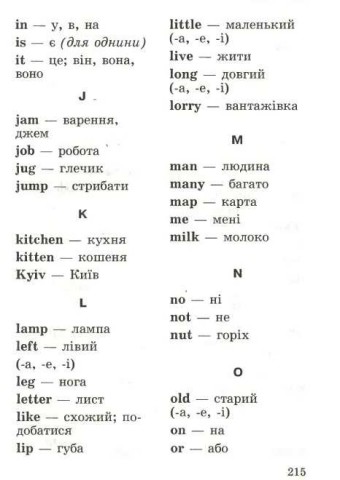 in — у, в, на
is — є (для однини)
it — це; він, вона,
воно
J
jam — варення,
джем
job — робота
jug — глечик
jump — стрибати
K
kitchen — кухня
kitten — кошеня
Kyiv — Київ
L
lamp — лампа
left — лівий
(-а, -е, -і)
leg — нога
letter — лист
like — схожий; по-
добатися
lip — губа
little — маленький
(-а, -е, -і)
live — жити
long — довгий
(-а, -е, -і)
lorry — вантажівка
M
man — людина
many — багато
map — карта
me — мені
milk — молоко
N
no — ні
not — не
nut — горіх
O
old — старий
(-а, -е, -і)
on — на
or — або
215